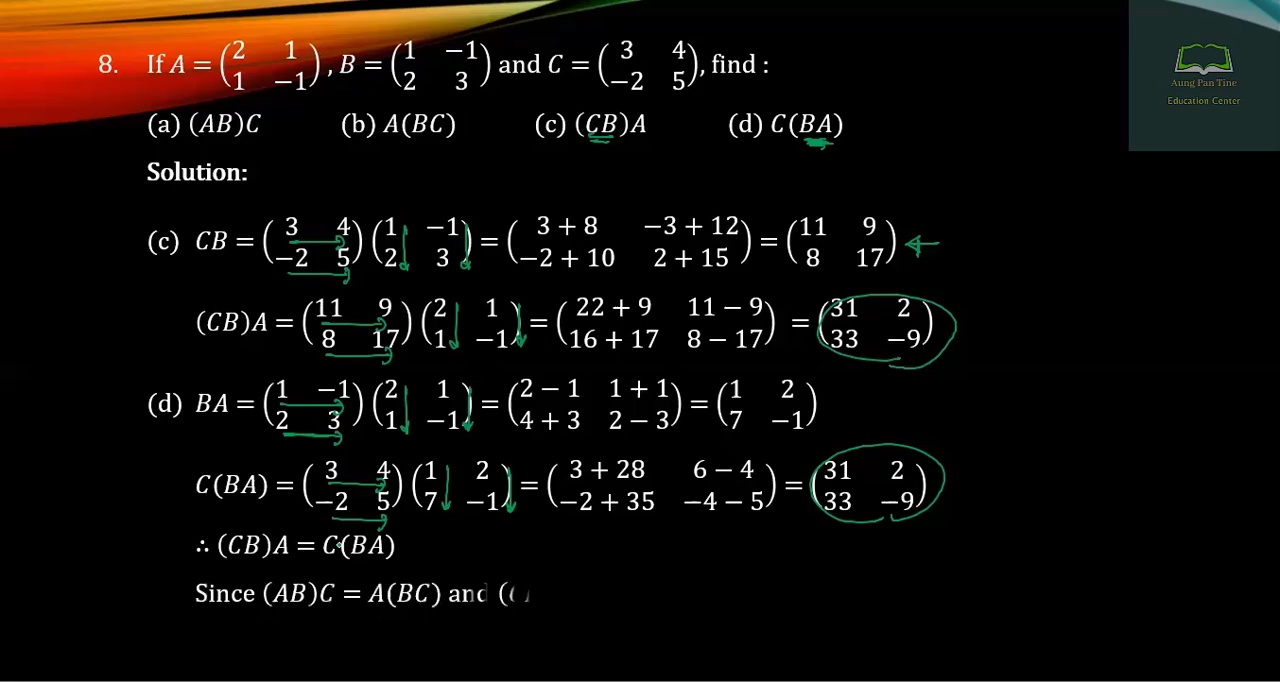 8. If A = (2 1; 1 −1), B = (1 −1; 2 3) and C = (3 4; −2 5), find :
Aung Pan Tine
Education Center
(a) (AB)C (b) A(BC) (c) (CB)A (d) C(BA)
Solution:
(c) CB = (3 4; −2 5)(1 −1; 2 3) = (3 + 8 −3 + 12; −2 + 10 2 + 15) = (11 9; 8 17)
(CB)A = (11 9; 8 17)(2 1; 1 −1) = (22 + 9 11 − 9; 16 + 17 8 − 17) = (31 2; 33 −9)
(d) BA = (1 −1; 2 3)(2 1; 1 −1) = (2 − 1 1 + 1; 4 + 3 2 − 3) = (1 2; 7 −1)
C(BA) = (3 4; −2 5)(1 2; 7 −1) = (3 + 28 6 − 4; −2 + 35 −4 − 5) = (31 2; 33 −9)
∴ (CB)A = C(BA)
Since (AB)C = A(BC) and (